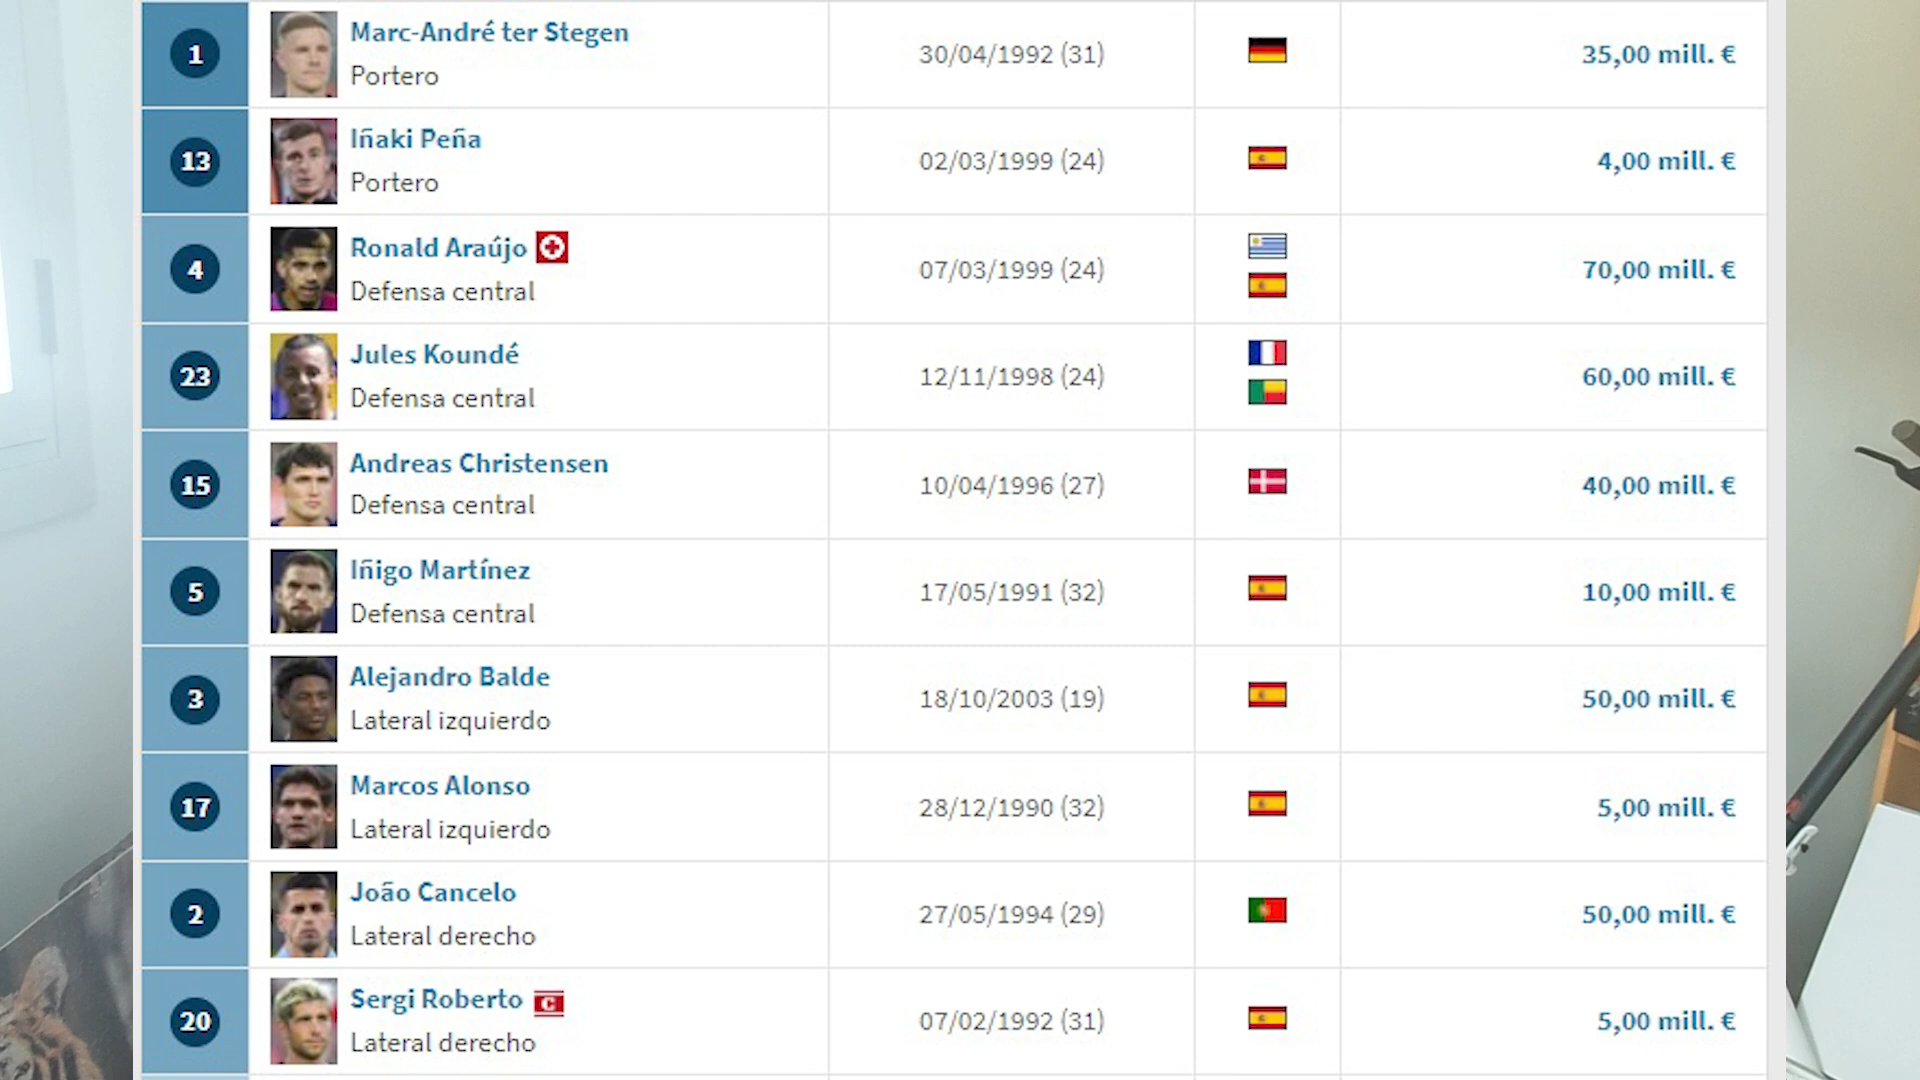 1
Marc-André ter Stegen
Portero
30/04/1992 (31)
35,00 mill. €
13
Iñaki Peña
Portero
02/03/1999 (24)
4,00 mill. €
4
Ronald Araújo
Defensa central
07/03/1999 (24)
70,00 mill. €
23
Jules Koundé
Defensa central
12/11/1998 (24)
60,00 mill. €
15
Andreas Christensen
Defensa central
10/04/1996 (27)
40,00 mill. €
5
Iñigo Martínez
Defensa central
17/05/1991 (32)
10,00 mill. €
3
Alejandro Balde
Lateral izquierdo
18/10/2003 (19)
50,00 mill. €
17
Marcos Alonso
Lateral izquierdo
28/12/1990 (32)
5,00 mill. €
2
João Cancelo
Lateral derecho
27/05/1994 (29)
50,00 mill. €
20
Sergi Roberto C
Lateral derecho
07/02/1992 (31)
5,00 mill. €